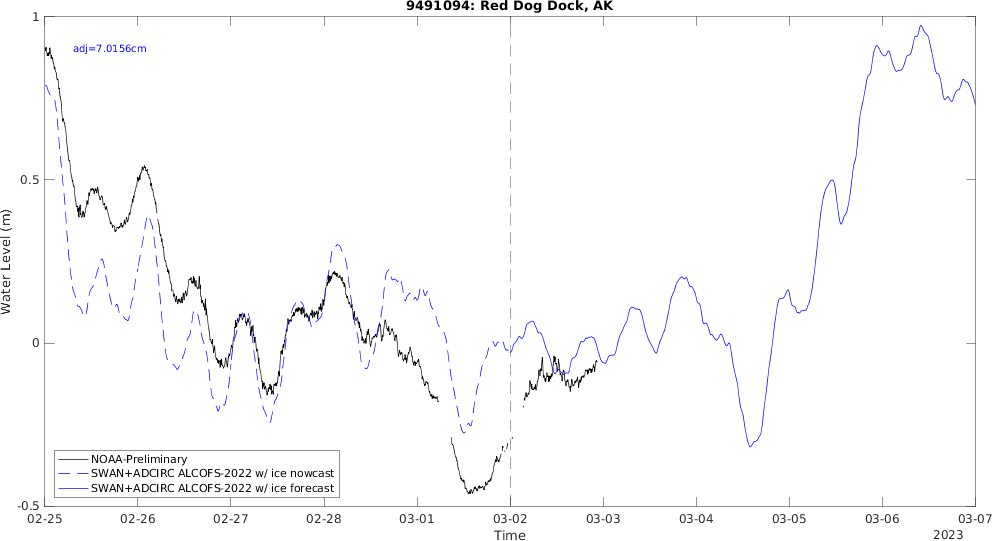 9491094: Red Dog Dock, AK
adj=7.0156cm
Water Level (m)
1
0.5
0
-0.5
NOAA-Preliminary
SWAN+ADCIRC ALCOFS-2022 w/ ice nowcast
SWAN+ADCIRC ALCOFS-2022 w/ ice forecast
02-25 02-26 02-27 02-28 03-01 03-02 03-03 03-04 03-05 03-06 03-07
Time
2023